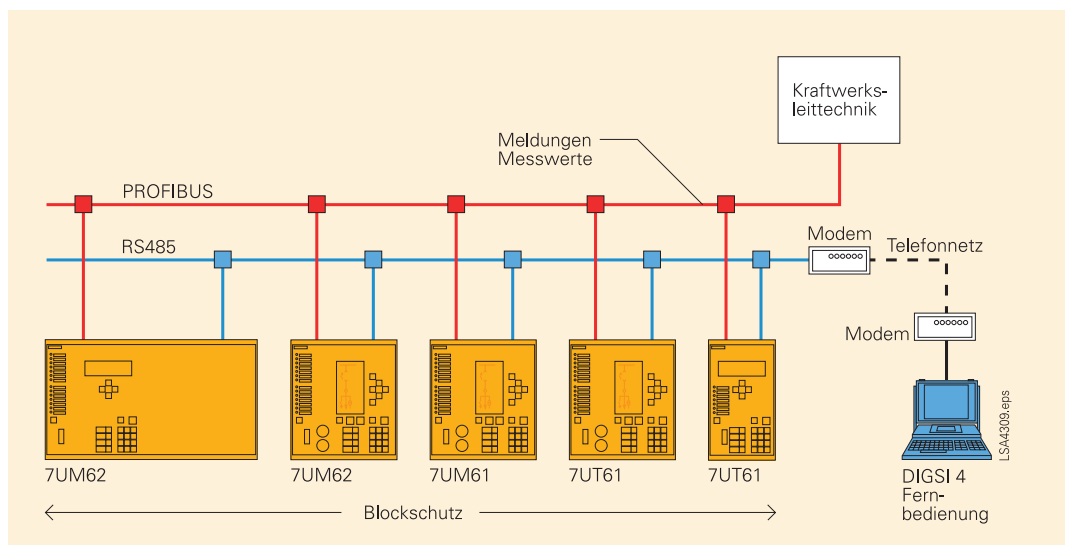 Kraftwerks-
leittechnik
Meldungen
Messwerte
PROFIBUS
RS485
Modem
Telefonnetz
Modem
7UM62
7UM62
7UM61
7UT61
7UT61
DIGSI 4
Fern-
bedienung
LSA4309.eps
Blockschutz